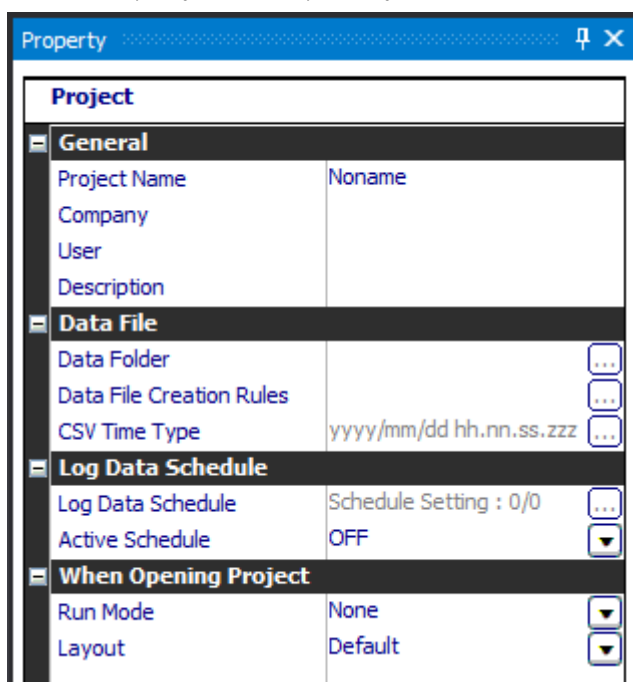 Property
Project
General
Project Name Noname
Company
User
Description
Data File
Data Folder ...
Data File Creation Rules ...
CSV Time Type yyyy/mm/dd hh.nn.ss.zzz ...
Log Data Schedule
Log Data Schedule Schedule Setting : 0/0 ...
Active Schedule OFF
When Opening Project
Run Mode None
Layout Default